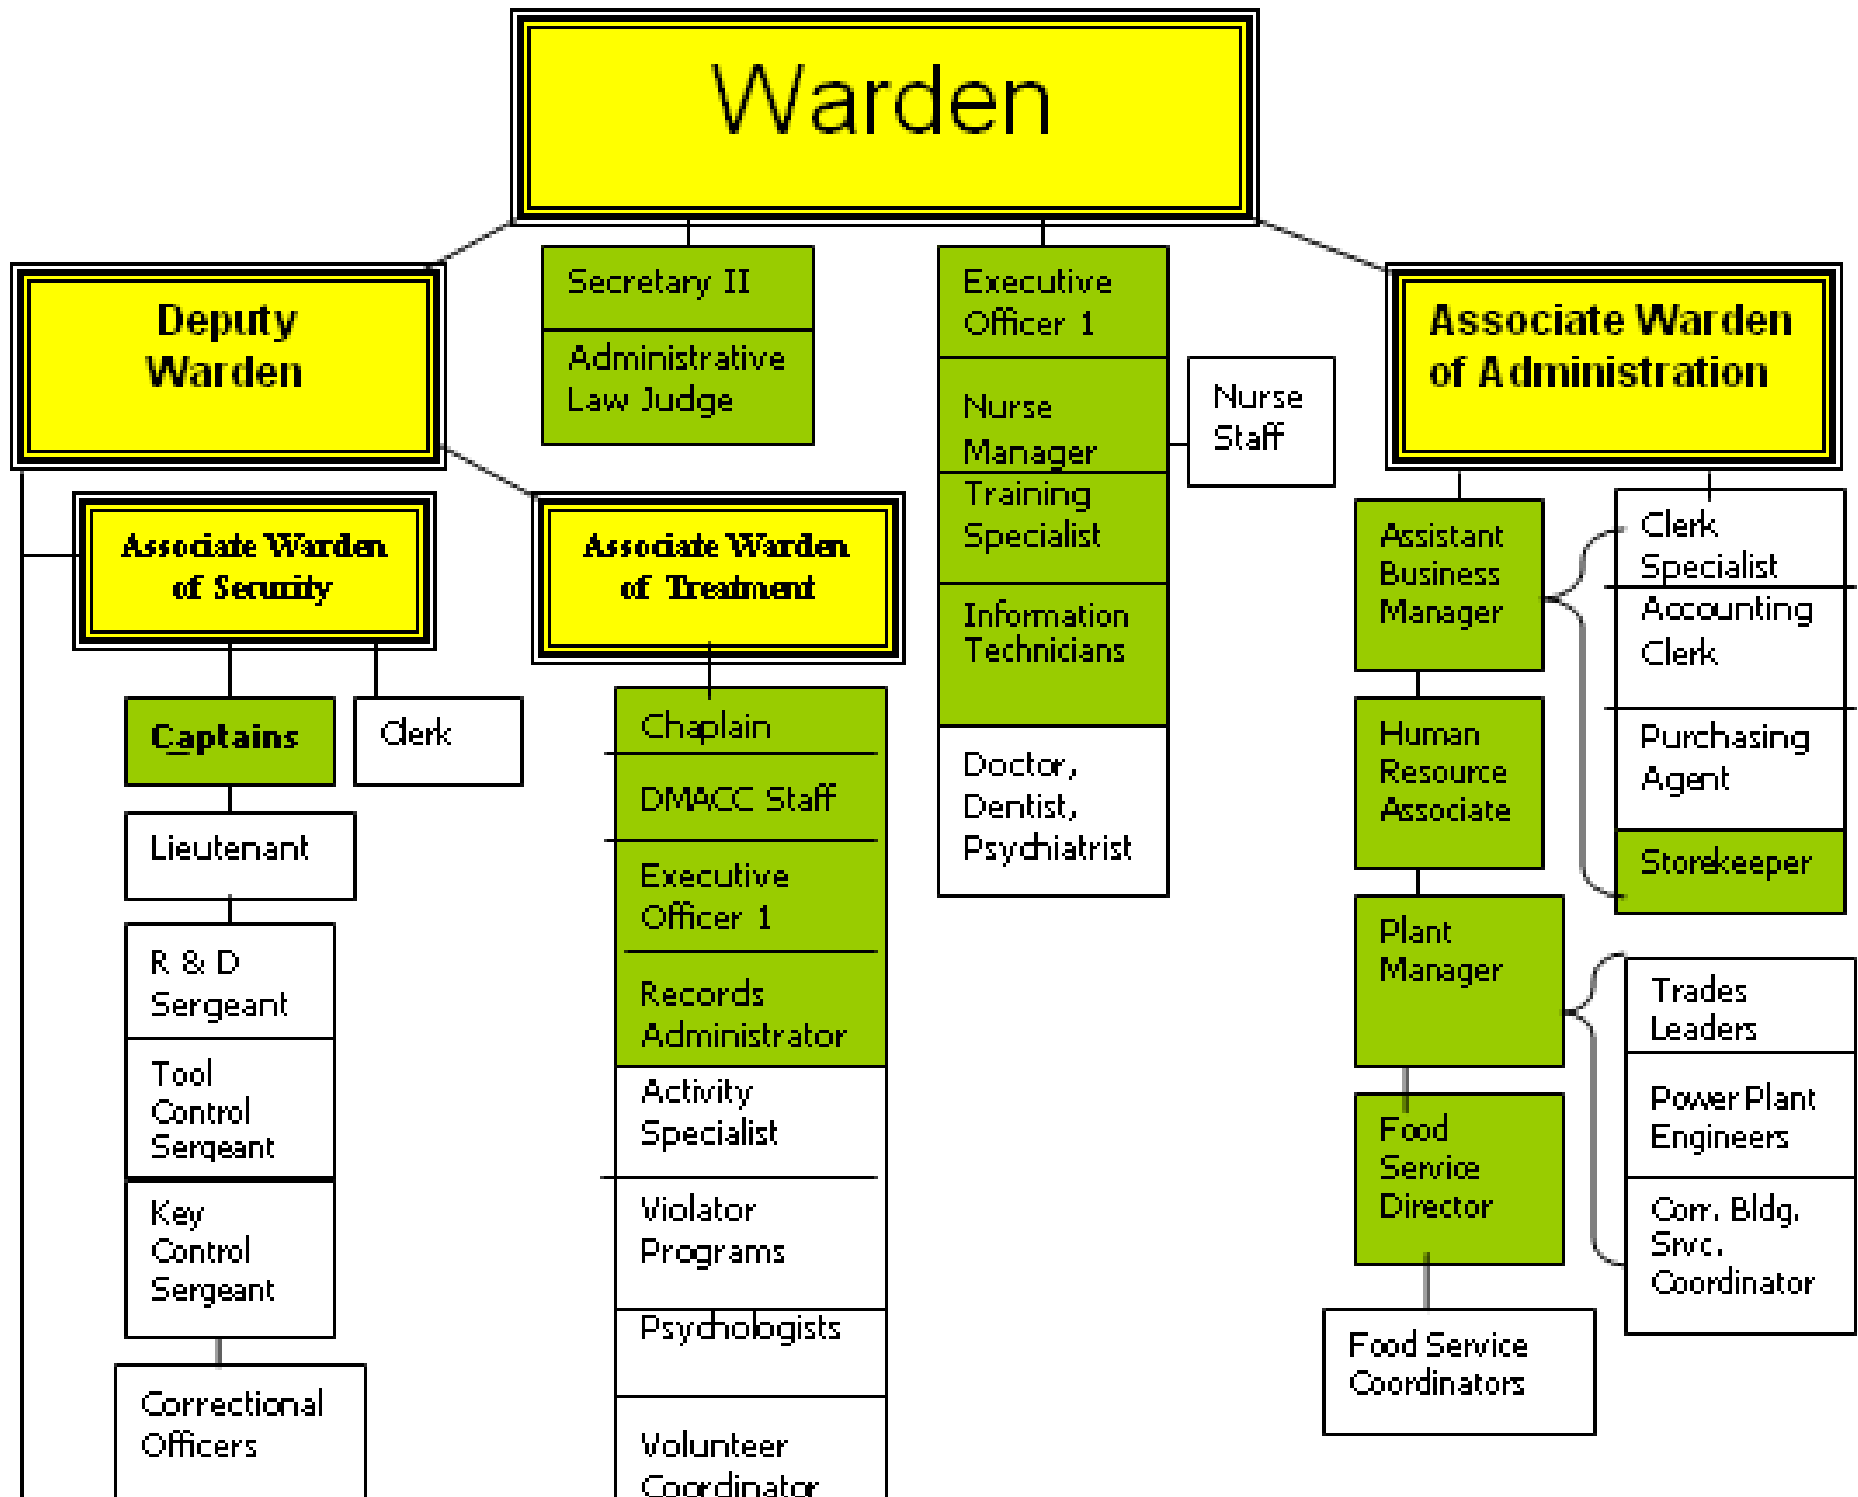 Warden
Deputy
Warden
Secretary II
Administrative
Law Judge
Executive
Officer 1
Nurse
Manager
Training
Specialist
Information
Technicians
Doctor,
Dentist,
Psychiatrist
Nurse
Staff
Associate Warden
of Administration
Associate Warden
of Security
Captains
Clerk
Lieutenant
R & D
Sergeant
Tool
Control
Sergeant
Key
Control
Sergeant
Correctional
Officers
Associate Warden
of Treatment
Chaplain
DMACC Staff
Executive
Officer 1
Records
Administrator
Activity
Specialist
Violator
Programs
Psychologists
Volunteer
Coordinator
Assistant
Business
Manager
Human
Resource
Associate
Plant
Manager
Food
Service
Director
Food Service
Coordinators
Clerk
Specialist
Accounting
Clerk
Purchasing
Agent
Storekeeper
Trades
Leaders
Power Plant
Engineers
Corr. Bldg.
Srvc.
Coordinator